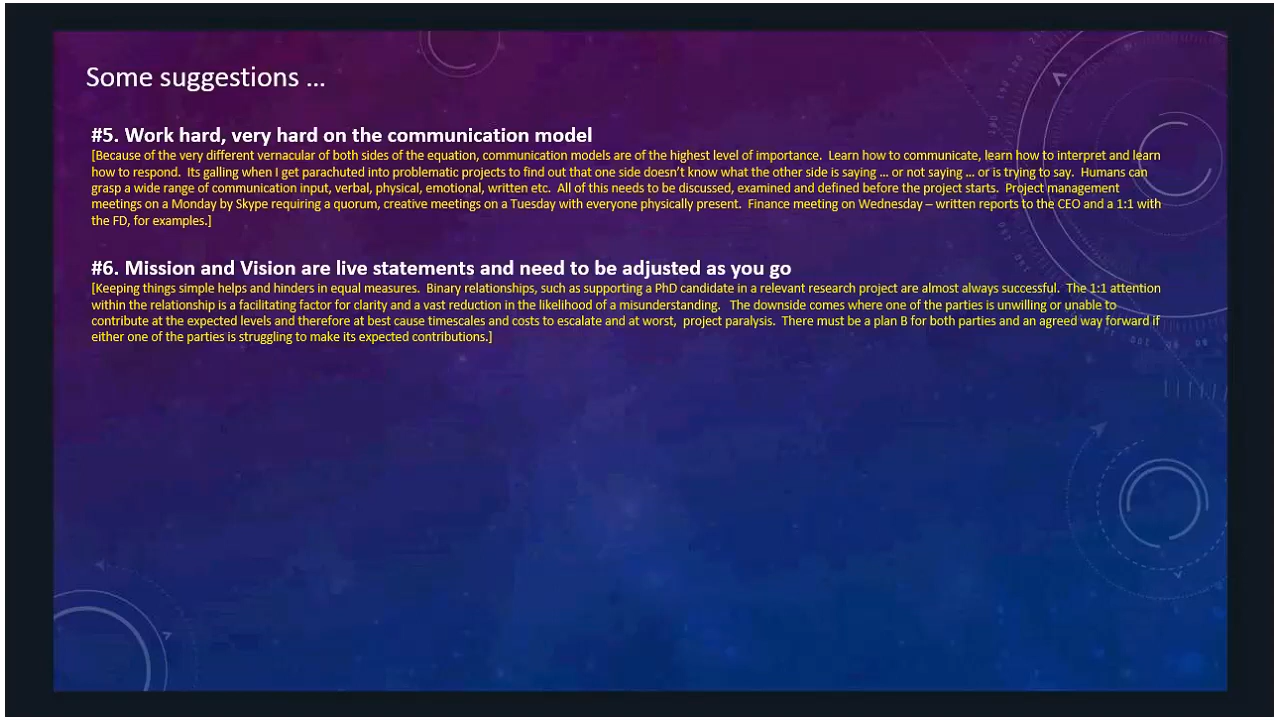 Some suggestions ...
#5. Work hard, very hard on the communication model
[Because of the very different vernacular of both sides of the equation, communication models are of the highest level of importance.  Learn how to communicate, learn how to interpret and learn
how to respond.  Its galling when I get parachuted into problematic projects to find out that one side doesn't know what the other side is saying ... or not saying ... or is trying to say.  Humans can
grasp a wide range of communication input, verbal, physical, emotional, written etc.  All of this needs to be discussed, examined and defined before the project starts.  Project management
meetings on a Monday by Skype requiring a quorum, creative meetings on a Tuesday with everyone physically present.  Finance meeting on Wednesday – written reports to the CEO and a 1:1 with
the FD, for examples.]
#6. Mission and Vision are live statements and need to be adjusted as you go
[Keeping things simple helps and hinders in equal measures.  Binary relationships, such as supporting a PhD candidate in a relevant research project are almost always successful.  The 1:1 attention
within the relationship is a facilitating factor for clarity and a vast reduction in the likelihood of a misunderstanding.   The downside comes where one of the parties is unwilling or unable to
contribute at the expected levels and therefore at best cause timescales and costs to escalate and at worst,  project paralysis.  There must be a plan B for both parties and an agreed way forward if
either one of the parties is struggling to make its expected contributions.]